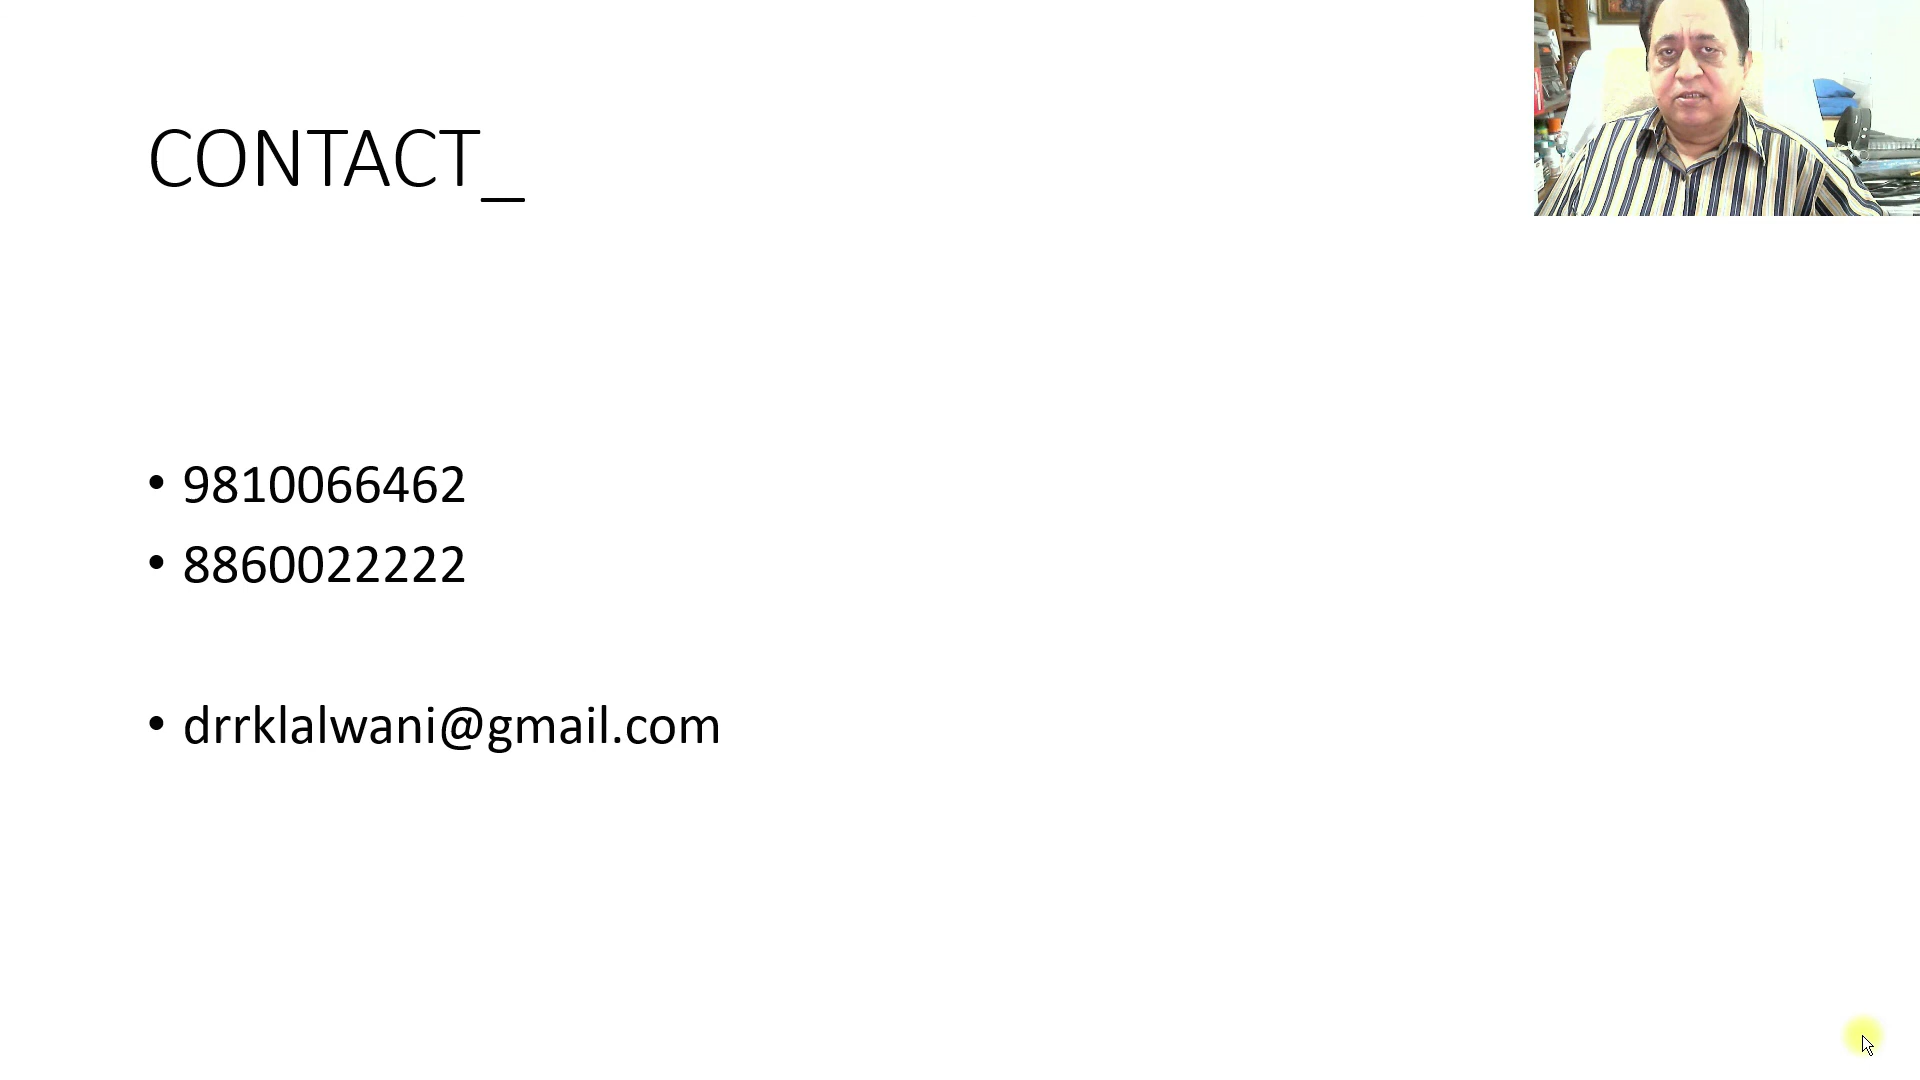 CONTACT_
• 9810066462
• 8860022222
• drrklalwani@gmail.com